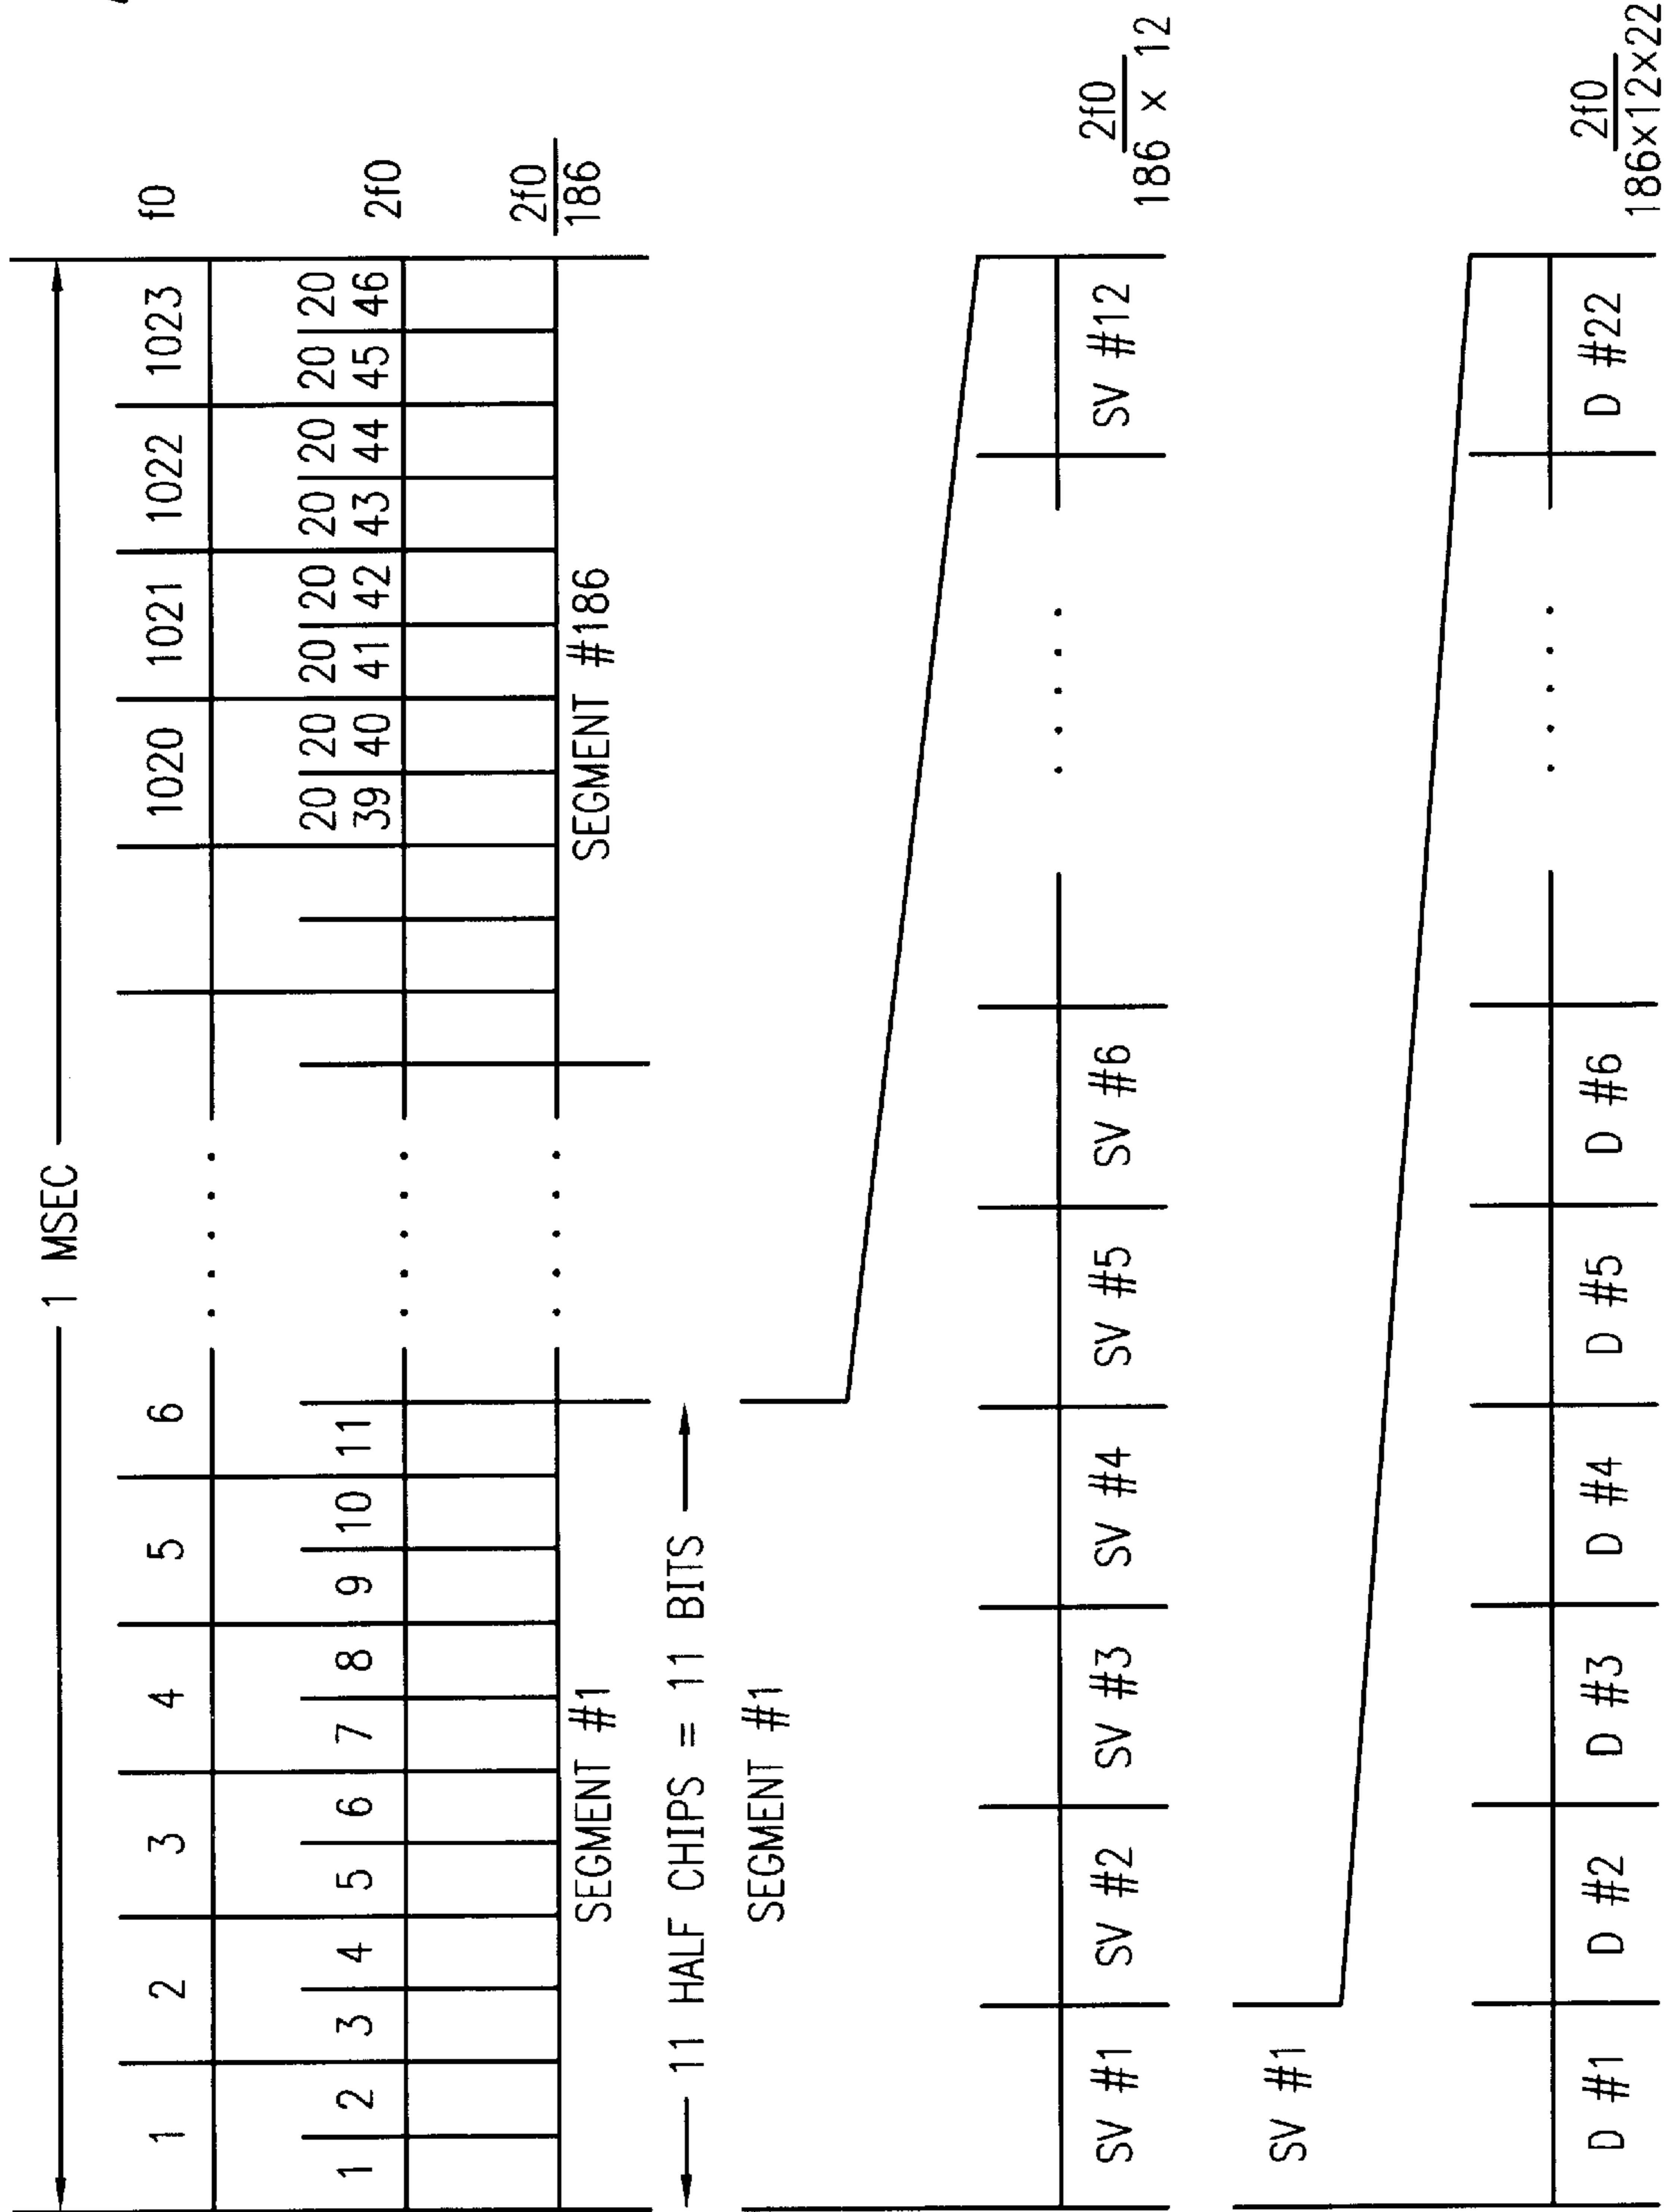 1 MSEC
1 2 3 4 5 6 1020 1021 1022 1023 f0
20 20 20 20 20 20 20 20
1 2 3 4 5 6 7 8 9 10 11 39 40 41 42 43 44 45 46 2f0
SEGMENT #1 SEGMENT #186 2f0
186
11 HALF CHIPS = 11 BITS
SEGMENT #1
SV #1 SV #2 SV #3 SV #4 SV #5 SV #6 SV #12 2f0
186 × 12
SV #1
D #1 D #2 D #3 D #4 D #5 D #6 D #22 2f0
186×12×22